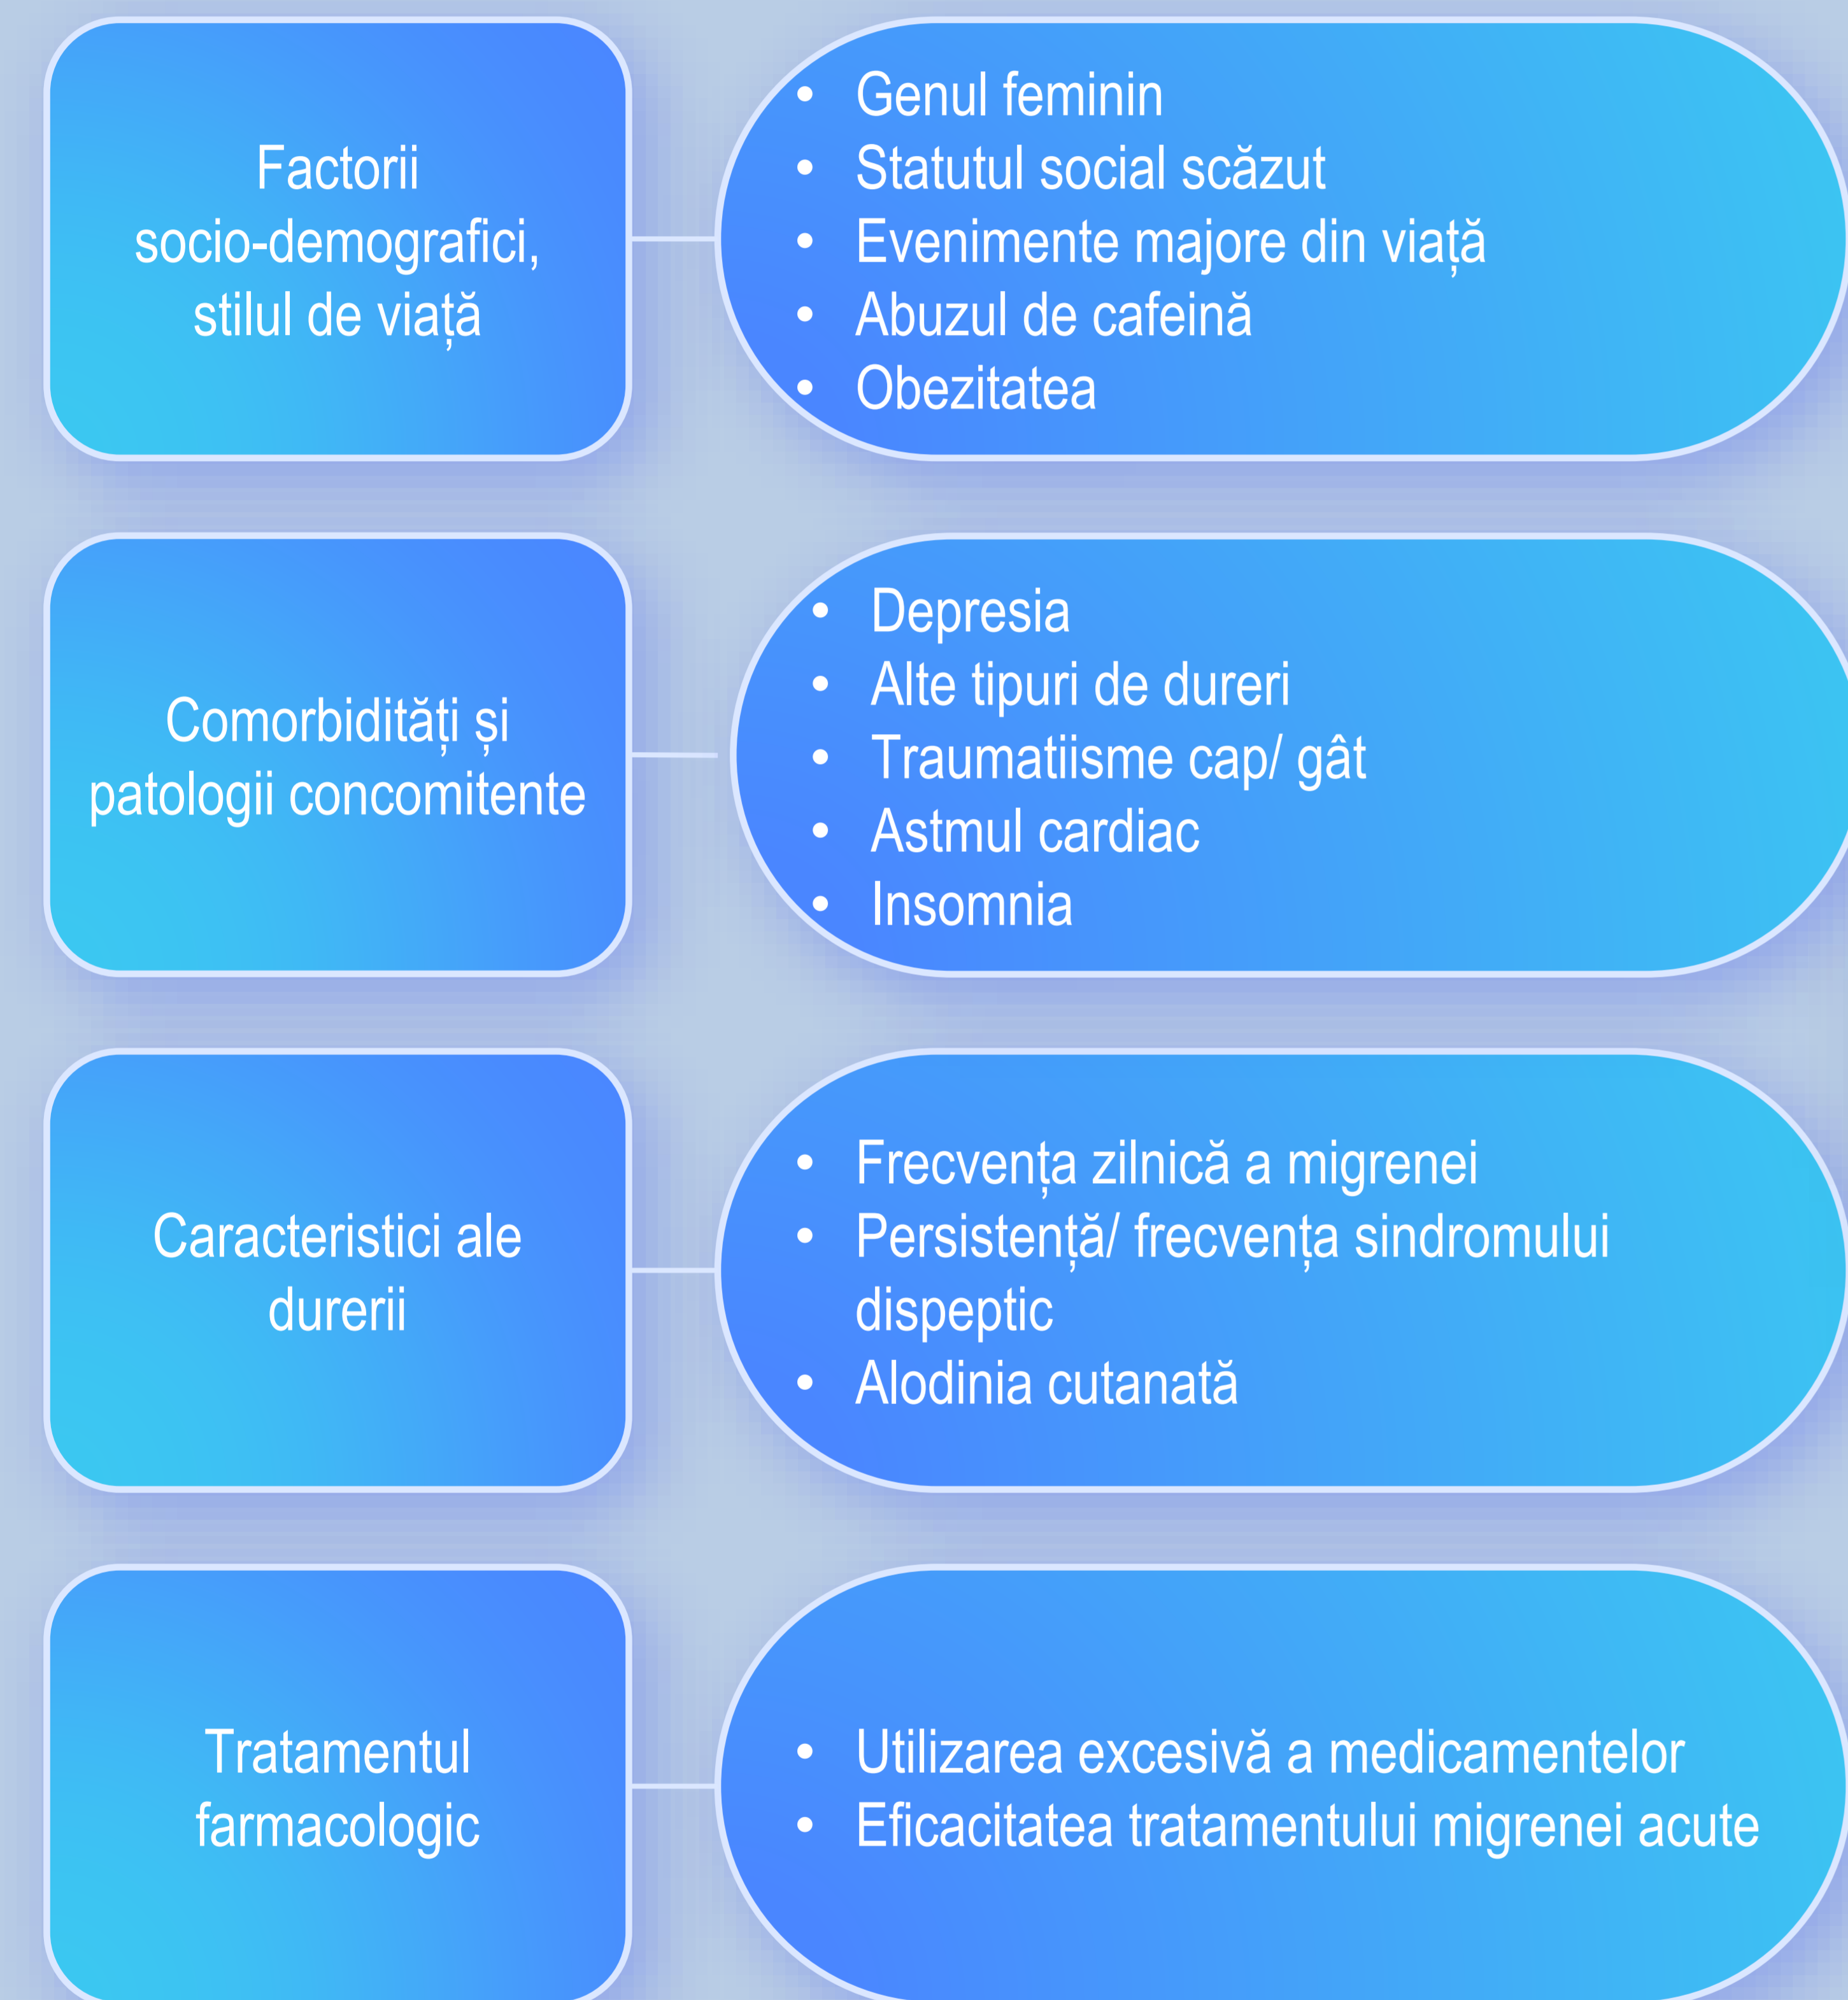 Factorii
socio-demografici,
stilul de viață
• Genul feminin
• Statutul social scăzut
• Evenimente majore din viață
• Abuzul de cafeină
• Obezitatea
Comorbidități și
patologii concomitente
• Depresia
• Alte tipuri de dureri
• Traumatiisme cap/ gât
• Astmul cardiac
• Insomnia
Caracteristici ale
durerii
• Frecvența zilnică a migrenei
• Persistență/ frecvența sindromului
dispeptic
• Alodinia cutanată
Tratamentul
farmacologic
• Utilizarea excesivă a medicamentelor
• Eficacitatea tratamentului migrenei acute